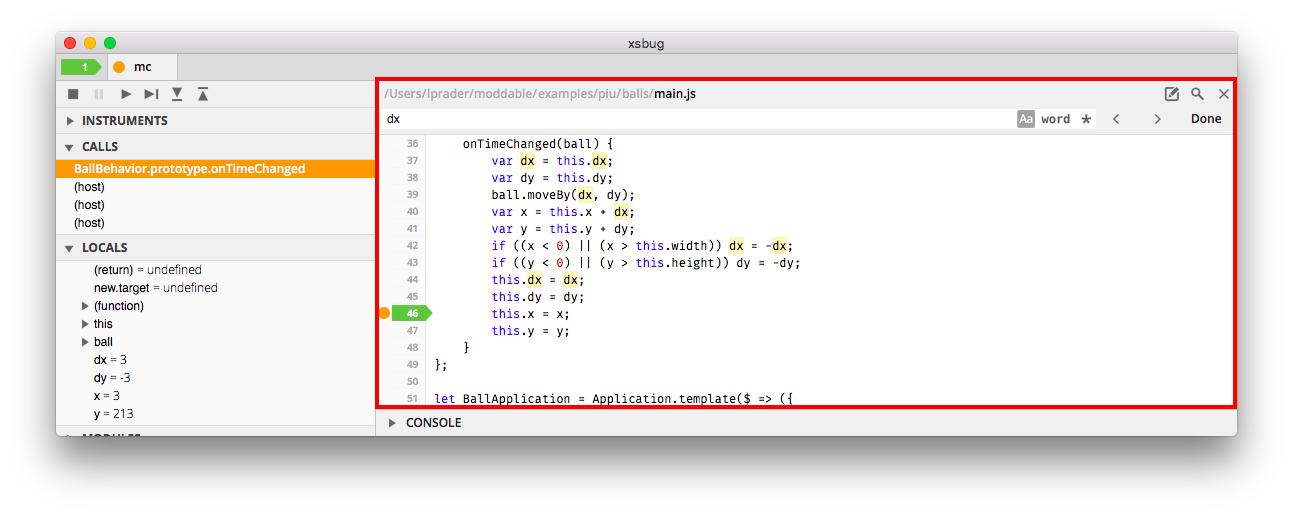 xsbug
1 mc
INSTRUMENTS
CALLS
BallBehavior.prototype.onTimeChanged
(host)
(host)
(host)
LOCALS
(return) = undefined
new.target = undefined
(function)
this
ball
dx = 3
dy = -3
x = 3
y = 213
MODULES
/Users/lprader/moddable/examples/piu/balls/main.js
dx Aa word * < > Done
36 onTimeChanged(ball) {
37 var dx = this.dx;
38 var dy = this.dy;
39 ball.moveBy(dx, dy);
40 var x = this.x + dx;
41 var y = this.y + dy;
42 if ((x < 0) || (x > this.width)) dx = -dx;
43 if ((y < 0) || (y > this.height)) dy = -dy;
44 this.dx = dx;
45 this.dy = dy;
46 this.x = x;
47 this.y = y;
48 }
49 };
50
51 let BallApplication = Application.template($ => ({
CONSOLE